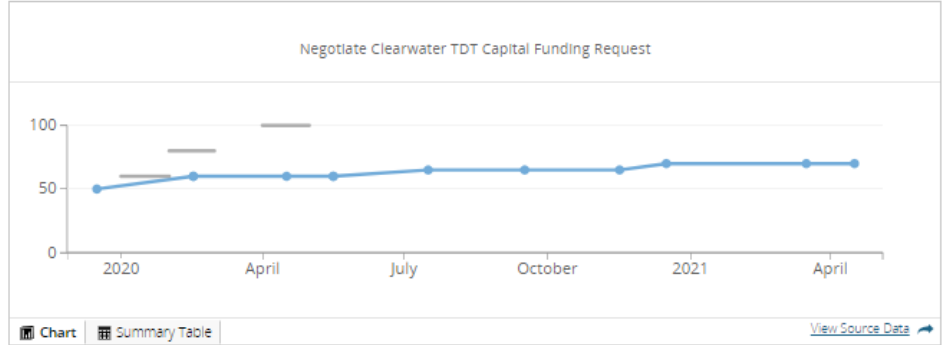 Negotiate Clearwater TDT Capital Funding Request
100
50
0
2020 April July October 2021 April
Chart Summary Table View Source Data